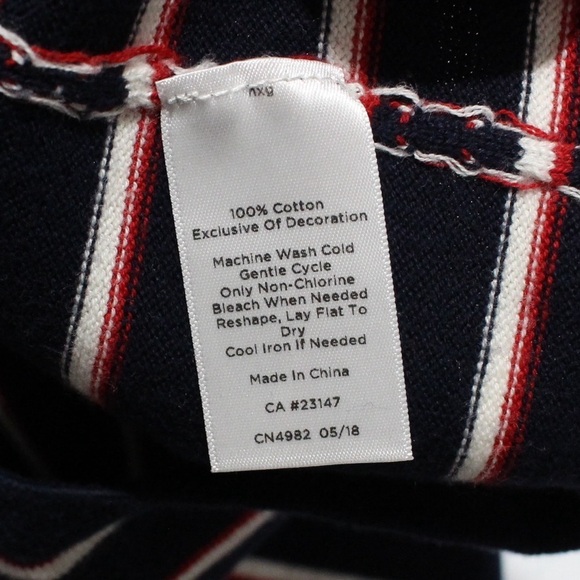 nxg
100% Cotton
Exclusive Of Decoration
Machine Wash Cold
Gentle Cycle
Only Non-Chlorine
Bleach When Needed
Reshape, Lay Flat To
Dry
Cool Iron If Needed
Made In China
CA #23147
CN4982 05/18